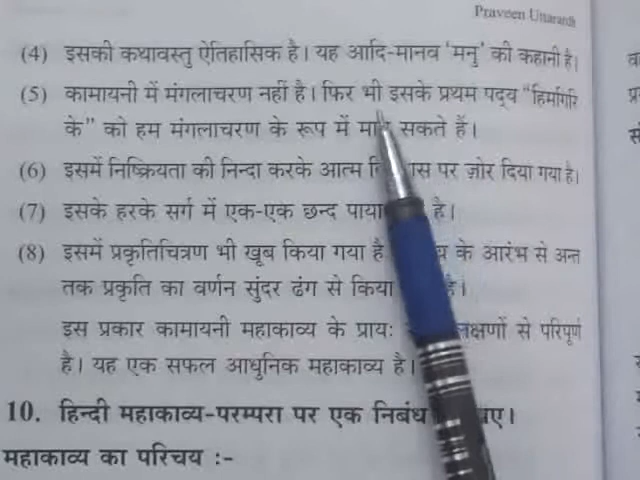 Praveen Uttarardh
(4) इसकी कथावस्तु ऐतिहासिक है। यह आदि-मानव 'मनु' की कहानी है।
(5) कामायनी में मंगलाचरण नहीं है। फिर भी इसके प्रथम पद्य "हिमगिरि
के" को हम मंगलाचरण के रूप में मान सकते हैं।
(6) इसमें निष्क्रियता की निन्दा करके आत्म पर ज़ोर दिया गया है।
(7) इसके हरके सर्ग में एक-एक छन्द पाया है।
(8) इसमें प्रकृतिचित्रण भी खूब किया गया है के आरंभ से अन्त
तक प्रकृति का वर्णन सुंदर ढंग से किया है।
इस प्रकार कामायनी महाकाव्य के प्रायः लक्षणों से परिपूर्ण
है। यह एक सफल आधुनिक महाकाव्य है।
10. हिन्दी महाकाव्य-परम्परा पर एक निबंध
महाकाव्य का परिचय :-